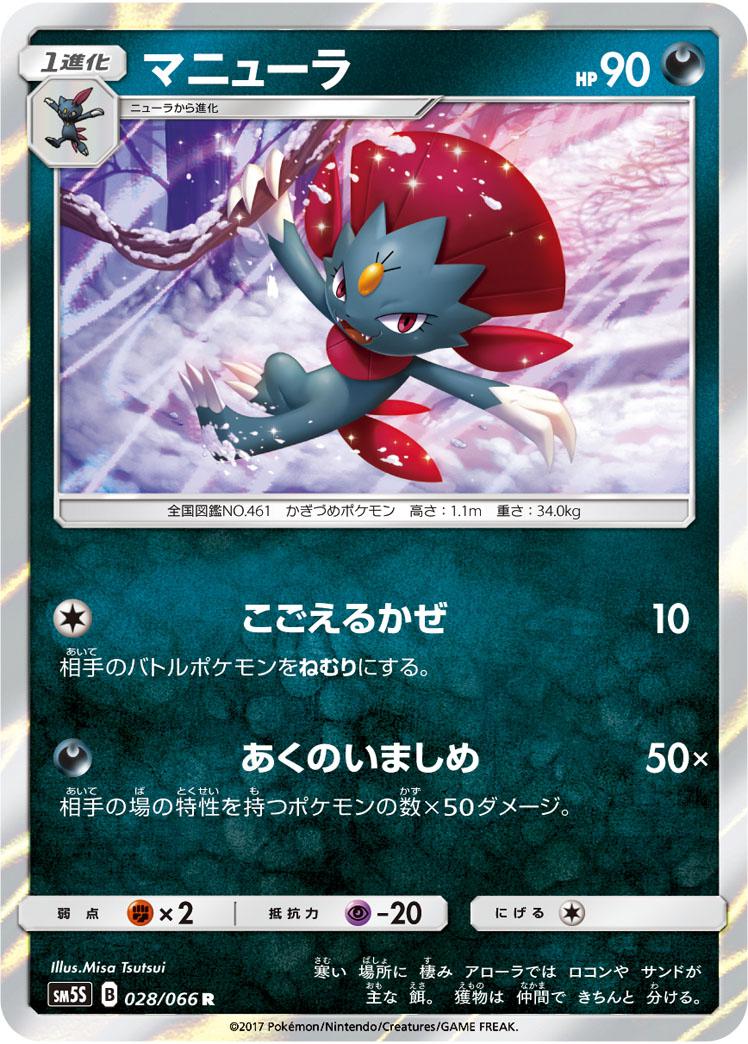 1進化 マニューラ HP 90
ニューラから進化
全国図鑑NO.461 かぎづめポケモン 高さ:1.1m 重さ:34.0kg
こごえるかぜ 10
相手のバトルポケモンをねむりにする。
あくのいましめ 50×
相手の場の特性を持つポケモンの数×50ダメージ。
弱点 ×2 抵抗力 -20 にげる
Illus.Misa Tsutsui
寒い 場所に 棲み アローラでは ロコンや サンドが
主な 餌。 獲物は 仲間で きちんと 分ける。
SM5S B 028/066 R
©2017 Pokémon/Nintendo/Creatures/GAME FREAK.